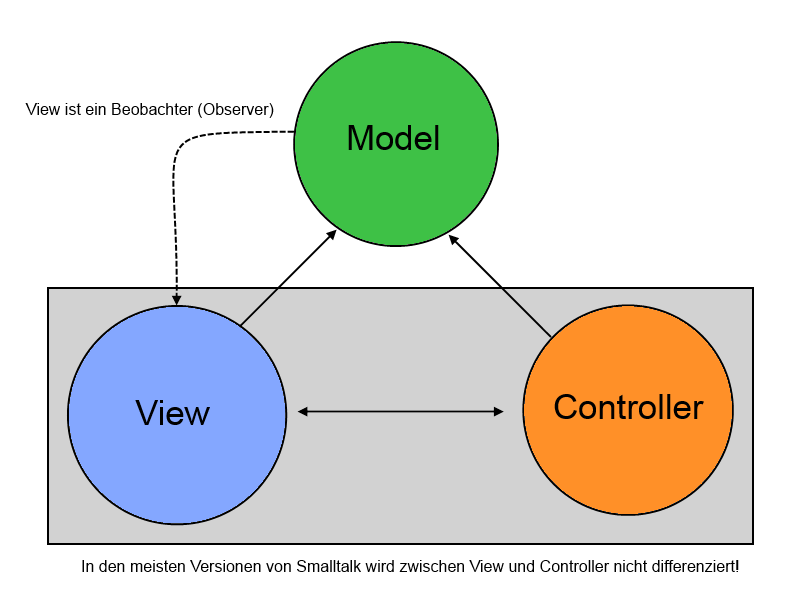 View ist ein Beobachter (Observer)
Model
View
Controller
In den meisten Versionen von Smalltalk wird zwischen View und Controller nicht differenziert!